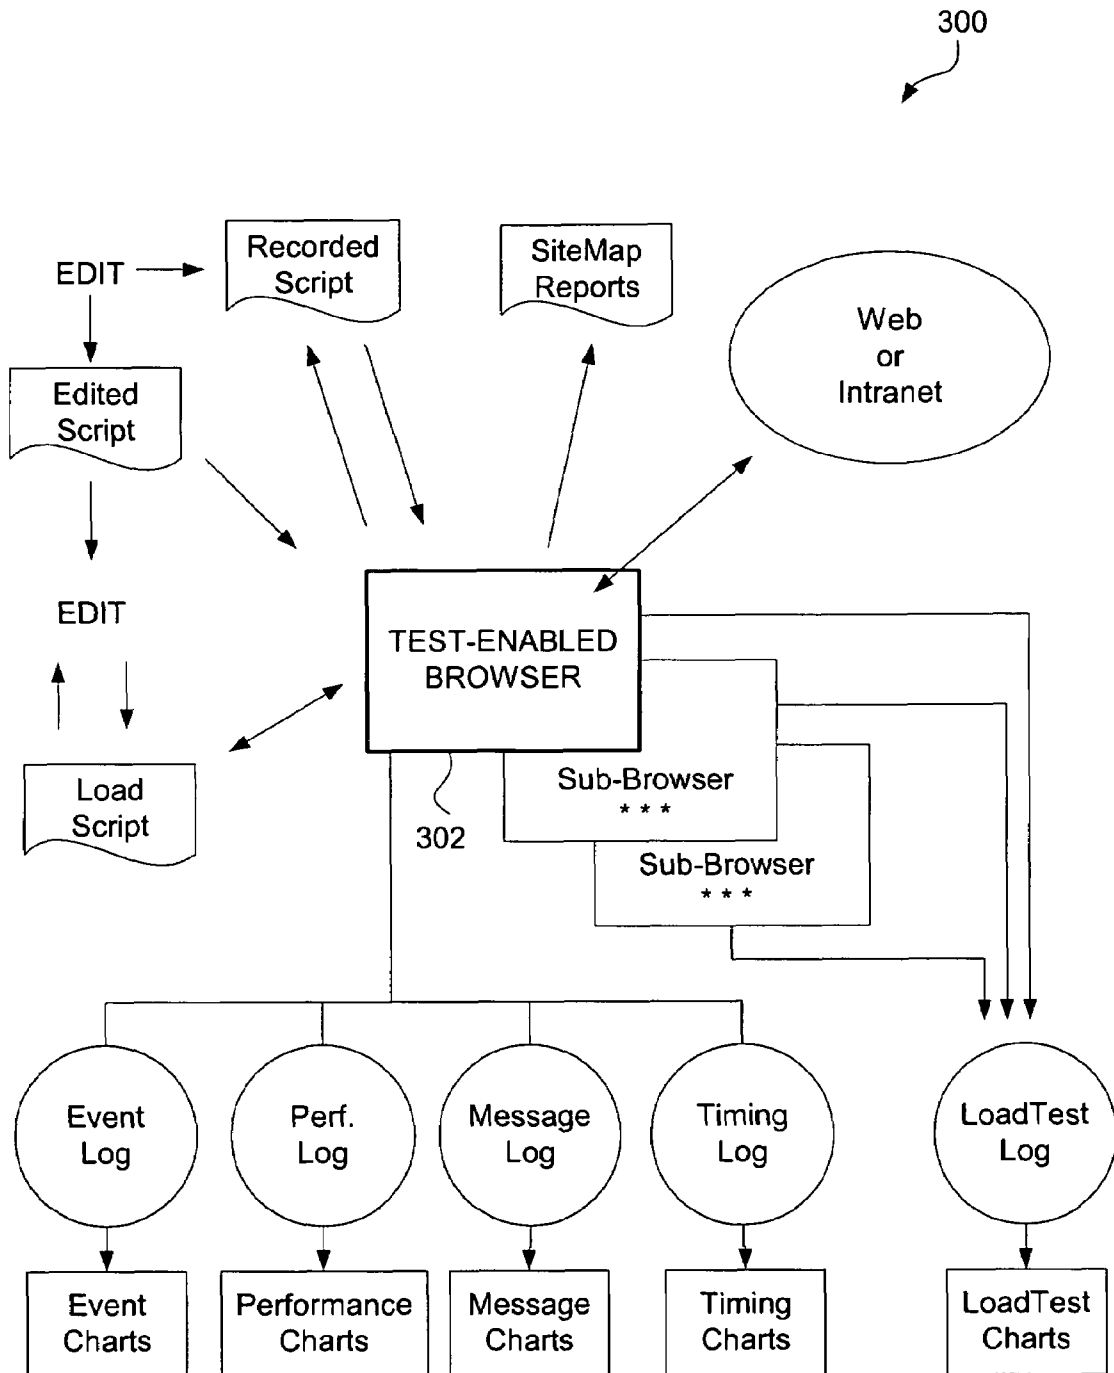 300
Recorded
Script
SiteMap
Reports
EDIT
Web
or
Intranet
Edited
Script
EDIT
TEST-ENABLED
BROWSER
Load
Script
302
Sub-Browser
* * *
Sub-Browser
* * *
Event
Log
Perf.
Log
Message
Log
Timing
Log
LoadTest
Log
Event
Charts
Performance
Charts
Message
Charts
Timing
Charts
LoadTest
Charts